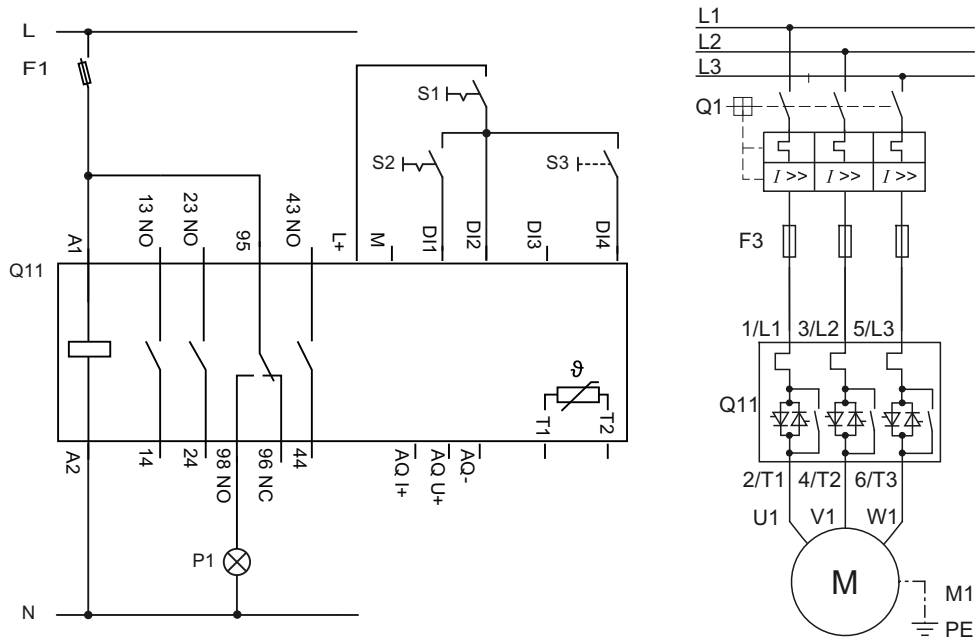 L
F1
S1
S2
S3
A1
13 NO
23 NO
95
43 NO
L+
M
DI1
DI2
DI3
DI4
Q11
ϑ
T1
T2
A2
14
24
98 NO
96 NC
44
AQ I+
AQ U+
AQ-
P1
N
L1
L2
L3
Q1
I >>
I >>
I >>
F3
1/L1
3/L2
5/L3
Q11
2/T1
4/T2
6/T3
U1
V1
W1
M
M1
PE